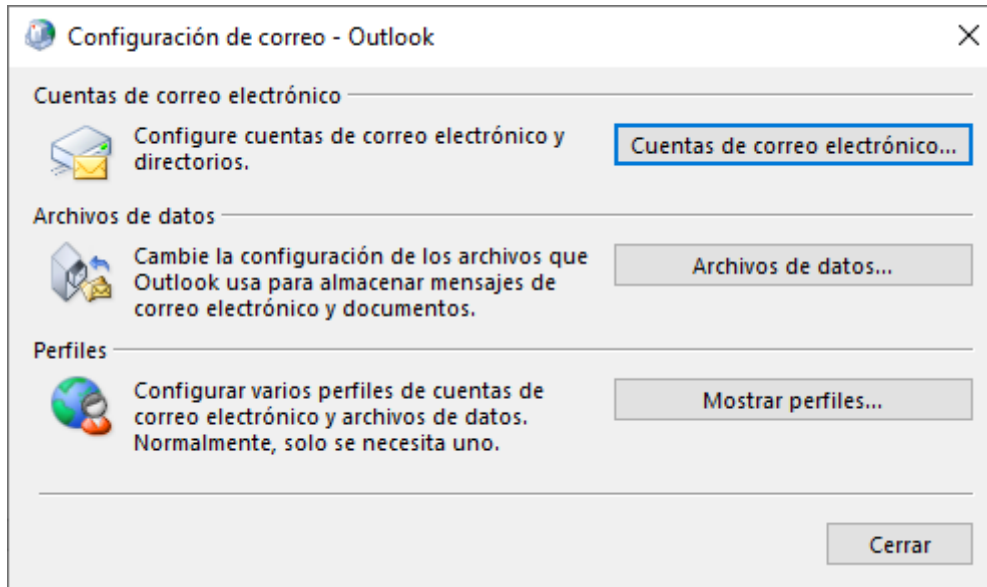 Configuración de correo - Outlook
Cuentas de correo electrónico
Configure cuentas de correo electrónico y
directorios.
Cuentas de correo electrónico...
Archivos de datos
Cambie la configuración de los archivos que
Outlook usa para almacenar mensajes de
correo electrónico y documentos.
Archivos de datos...
Perfiles
Configurar varios perfiles de cuentas de
correo electrónico y archivos de datos.
Normalmente, solo se necesita uno.
Mostrar perfiles...
Cerrar